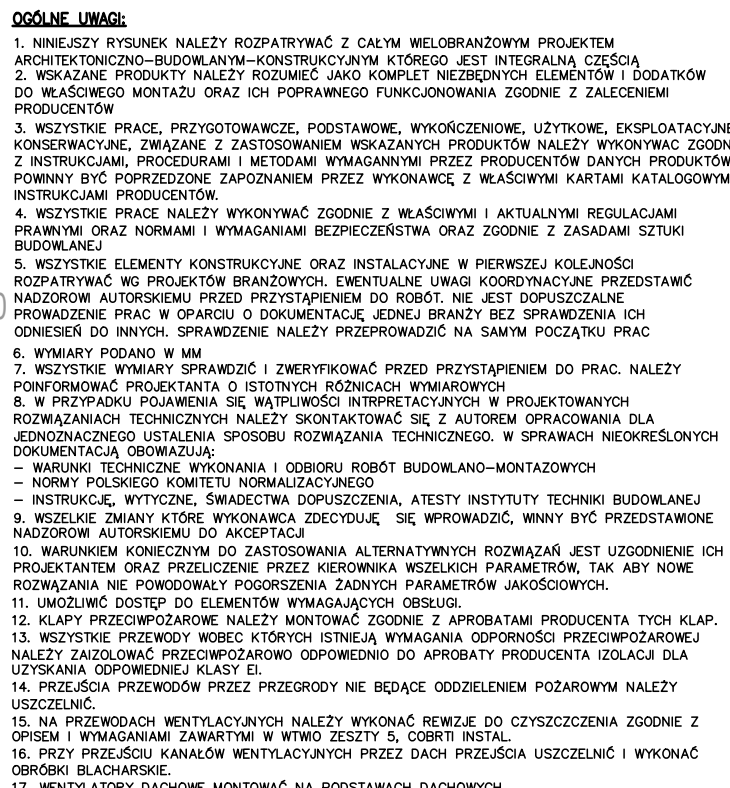 OGÓLNE UWAGI:
1. NINIEJSZY RYSUNEK NALEŻY ROZPATRYWAĆ Z CAŁYM WIELOBRANŻOWYM PROJEKTEM
ARCHITEKTONICZNO–BUDOWLANYM–KONSTRUKCYJNYM KTÓREGO JEST INTEGRALNĄ CZĘŚCIĄ
2. WSKAZANE PRODUKTY NALEŻY ROZUMIEĆ JAKO KOMPLET NIEZBĘDNYCH ELEMENTÓW I DODATKÓW
DO WŁAŚCIWEGO MONTAŻU ORAZ ICH POPRAWNEGO FUNKCJONOWANIA ZGODNIE Z ZALECENIEMI
PRODUCENTÓW
3. WSZYSTKIE PRACE, PRZYGOTOWAWCZE, PODSTAWOWE, WYKOŃCZENIOWE, UŻYTKOWE, EKSPLOATACYJNE
KONSERWACYJNE, ZWIĄZANE Z ZASTOSOWANIEM WSKAZANYCH PRODUKTÓW NALEŻY WYKONYWAC ZGODN
Z INSTRUKCJAMI, PROCEDURAMI I METODAMI WYMAGANNYMI PRZEZ PRODUCENTÓW DANYCH PRODUKTÓW
POWINNY BYĆ POPRZEDZONE ZAPOZNANIEM PRZEZ WYKONAWCĘ Z WŁAŚCIWYMI KARTAMI KATALOGOWYM
INSTRUKCJAMI PRODUCENTÓW.
4. WSZYSTKIE PRACE NALEŻY WYKONYWAĆ ZGODNIE Z WŁAŚCIWYMI I AKTUALNYMI REGULACJAMI
PRAWNYMI ORAZ NORMAMI I WYMAGANIAMI BEZPIECZEŃSTWA ORAZ ZGODNIE Z ZASADAMI SZTUKI
BUDOWLANEJ
5. WSZYSTKIE ELEMENTY KONSTRUKCYJNE ORAZ INSTALACYJNE W PIERWSZEJ KOLEJNOŚCI
ROZPATRYWAĆ WG PROJEKTÓW BRANŻOWYCH. EWENTUALNE UWAGI KOORDYNACYJNE PRZEDSTAWIĆ
NADZOROWI AUTORSKIEMU PRZED PRZYSTĄPIENIEM DO ROBÓT. NIE JEST DOPUSZCZALNE
PROWADZENIE PRAC W OPARCIU O DOKUMENTACJĘ JEDNEJ BRANŻY BEZ SPRAWDZENIA ICH
ODNIESIEŃ DO INNYCH. SPRAWDZENIE NALEŻY PRZEPROWADZIĆ NA SAMYM POCZĄTKU PRAC
6. WYMIARY PODANO W MM
7. WSZYSTKIE WYMIARY SPRAWDZIĆ I ZWERYFIKOWAĆ PRZED PRZYSTĄPIENIEM DO PRAC. NALEŻY
POINFORMOWAĆ PROJEKTANTA O ISTOTNYCH RÓŻNICACH WYMIAROWYCH
8. W PRZYPADKU POJAWIENIA SIĘ WĄTPLIWOŚCI INTRPRETACYJNYCH W PROJEKTOWANYCH
ROZWIĄZANIACH TECHNICZNYCH NALEŻY SKONTAKTOWAĆ SIĘ Z AUTOREM OPRACOWANIA DLA
JEDNOZNACZNEGO USTALENIA SPOSOBU ROZWIĄZANIA TECHNICZNEGO. W SPRAWACH NIEOKREŚLONYCH
DOKUMENTACJĄ OBOWIAZUJĄ:
– WARUNKI TECHNICZNE WYKONANIA I ODBIORU ROBÓT BUDOWLANO–MONTAZOWYCH
– NORMY POLSKIEGO KOMITETU NORMALIZACYJNEGO
– INSTRUKCJĘ, WYTYCZNE, ŚWIADECTWA DOPUSZCZENIA, ATESTY INSTYTUTY TECHNIKI BUDOWLANEJ
9. WSZELKIE ZMIANY KTÓRE WYKONAWCA ZDECYDUJĘ SIĘ WPROWADZIĆ, WINNY BYĆ PRZEDSTAWIONE
NADZOROWI AUTORSKIEMU DO AKCEPTACJI
10. WARUNKIEM KONIECZNYM DO ZASTOSOWANIA ALTERNATYWNYCH ROZWIĄZAŃ JEST UZGODNIENIE ICH
PROJEKTANTEM ORAZ PRZELICZENIE PRZEZ KIEROWNIKA WSZELKICH PARAMETRÓW, TAK ABY NOWE
ROZWĄZANIA NIE POWODOWAŁY POGORSZENIA ŻADNYCH PARAMETRÓW JAKOŚCIOWYCH.
11. UMOŻLIWIĆ DOSTĘP DO ELEMENTÓW WYMAGAJĄCYCH OBSŁUGI.
12. KLAPY PRZECIWPOŻAROWE NALEŻY MONTOWAĆ ZGODNIE Z APROBATAMI PRODUCENTA TYCH KLAP.
13. WSZYSTKIE PRZEWODY WOBEC KTÓRYCH ISTNIEJĄ WYMAGANIA ODPORNOŚCI PRZECIWPOŻAROWEJ
NALEŻY ZAIZOLOWAĆ PRZECIWPOŻAROWO ODPOWIEDNIO DO APROBATY PRODUCENTA IZOLACJI DLA
UZYSKANIA ODPOWIEDNIEJ KLASY EI.
14. PRZEJŚCIA PRZEWODÓW PRZEZ PRZEGRODY NIE BĘDĄCE ODDZIELENIEM POŻAROWYM NALEŻY
USZCZELNIĆ.
15. NA PRZEWODACH WENTYLACYJNYCH NALEŻY WYKONAĆ REWIZJE DO CZYSZCZCZENIA ZGODNIE Z
OPISEM I WYMAGANIAMI ZAWARTYMI W WTWIO ZESZTY 5, COBRTI INSTAL.
16. PRZY PRZEJŚCIU KANAŁÓW WENTYLACYJNYCH PRZEZ DACH PRZEJŚCIA USZCZELNIĆ I WYKONAĆ
OBRÓBKI BLACHARSKIE.
17. WENTYLATORY DACHOWE MONTOWAĆ NA PODSTAWACH DACHOWYCH